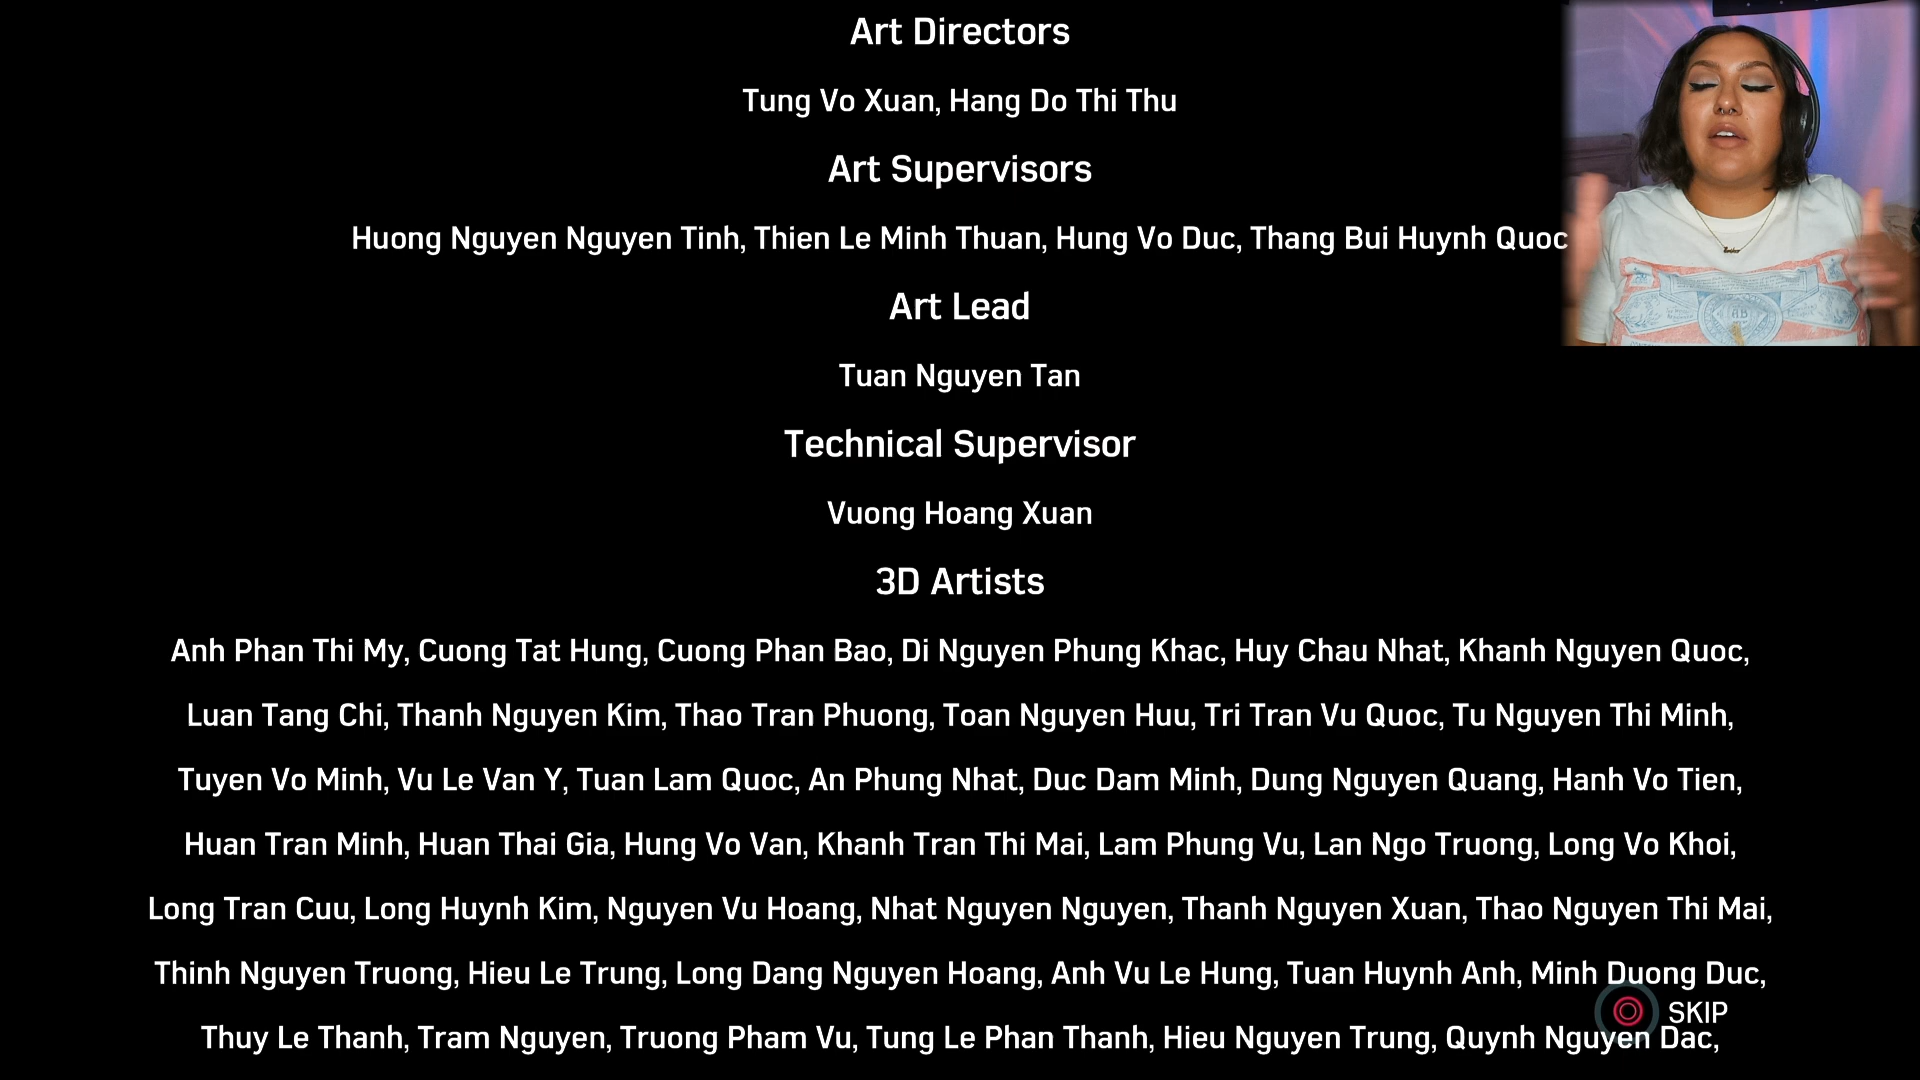 Art Directors
Tung Vo Xuan, Hang Do Thi Thu
Art Supervisors
Huong Nguyen Nguyen Tinh, Thien Le Minh Thuan, Hung Vo Duc, Thang Bui Huynh Quoc
Art Lead
Tuan Nguyen Tan
Technical Supervisor
Vuong Hoang Xuan
3D Artists
Anh Phan Thi My, Cuong Tat Hung, Cuong Phan Bao, Di Nguyen Phung Khac, Huy Chau Nhat, Khanh Nguyen Quoc,
Luan Tang Chi, Thanh Nguyen Kim, Thao Tran Phuong, Toan Nguyen Huu, Tri Tran Vu Quoc, Tu Nguyen Thi Minh,
Tuyen Vo Minh, Vu Le Van Y, Tuan Lam Quoc, An Phung Nhat, Duc Dam Minh, Dung Nguyen Quang, Hanh Vo Tien,
Huan Tran Minh, Huan Thai Gia, Hung Vo Van, Khanh Tran Thi Mai, Lam Phung Vu, Lan Ngo Truong, Long Vo Khoi,
Long Tran Cuu, Long Huynh Kim, Nguyen Vu Hoang, Nhat Nguyen Nguyen, Thanh Nguyen Xuan, Thao Nguyen Thi Mai,
Thinh Nguyen Truong, Hieu Le Trung, Long Dang Nguyen Hoang, Anh Vu Le Hung, Tuan Huynh Anh, Minh Duong Duc,
SKIP
Thuy Le Thanh, Tram Nguyen, Truong Pham Vu, Tung Le Phan Thanh, Hieu Nguyen Trung, Quynh Nguyen Dac,